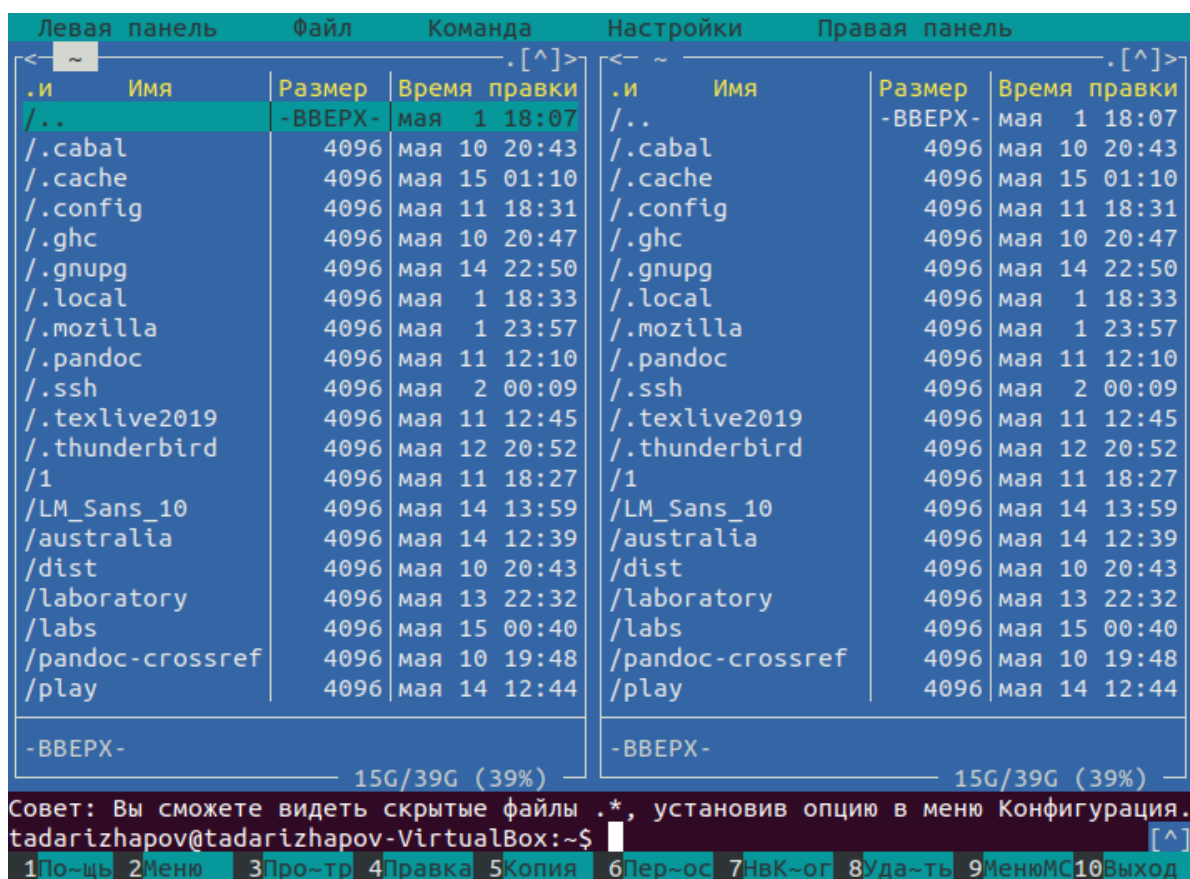 Левая панель Файл Команда Настройки Правая панель
<─ ~ ─.[^]> <─ ~ ─.[^]>
.и Имя Размер Время правки .и Имя Размер Время правки
/.. -ВВЕРХ- мая 1 18:07 /.. -ВВЕРХ- мая 1 18:07
/.cabal 4096 мая 10 20:43 /.cabal 4096 мая 10 20:43
/.cache 4096 мая 15 01:10 /.cache 4096 мая 15 01:10
/.config 4096 мая 11 18:31 /.config 4096 мая 11 18:31
/.ghc 4096 мая 10 20:47 /.ghc 4096 мая 10 20:47
/.gnupg 4096 мая 14 22:50 /.gnupg 4096 мая 14 22:50
/.local 4096 мая 1 18:33 /.local 4096 мая 1 18:33
/.mozilla 4096 мая 1 23:57 /.mozilla 4096 мая 1 23:57
/.pandoc 4096 мая 11 12:10 /.pandoc 4096 мая 11 12:10
/.ssh 4096 мая 2 00:09 /.ssh 4096 мая 2 00:09
/.texlive2019 4096 мая 11 12:45 /.texlive2019 4096 мая 11 12:45
/.thunderbird 4096 мая 12 20:52 /.thunderbird 4096 мая 12 20:52
/1 4096 мая 11 18:27 /1 4096 мая 11 18:27
/LM_Sans_10 4096 мая 14 13:59 /LM_Sans_10 4096 мая 14 13:59
/australia 4096 мая 14 12:39 /australia 4096 мая 14 12:39
/dist 4096 мая 10 20:43 /dist 4096 мая 10 20:43
/laboratory 4096 мая 13 22:32 /laboratory 4096 мая 13 22:32
/labs 4096 мая 15 00:40 /labs 4096 мая 15 00:40
/pandoc-crossref 4096 мая 10 19:48 /pandoc-crossref 4096 мая 10 19:48
/play 4096 мая 14 12:44 /play 4096 мая 14 12:44
-ВВЕРХ- -ВВЕРХ-
15G/39G (39%) 15G/39G (39%)
Совет: Вы сможете видеть скрытые файлы .*, установив опцию в меню Конфигурация.
tadarizhapov@tadarizhapov-VirtualBox:~$ [^]
1По~щь 2Меню 3Про~тр 4Правка 5Копия 6Пер~ос 7НвК~ог 8Уда~ть 9МенюMC 10Выход